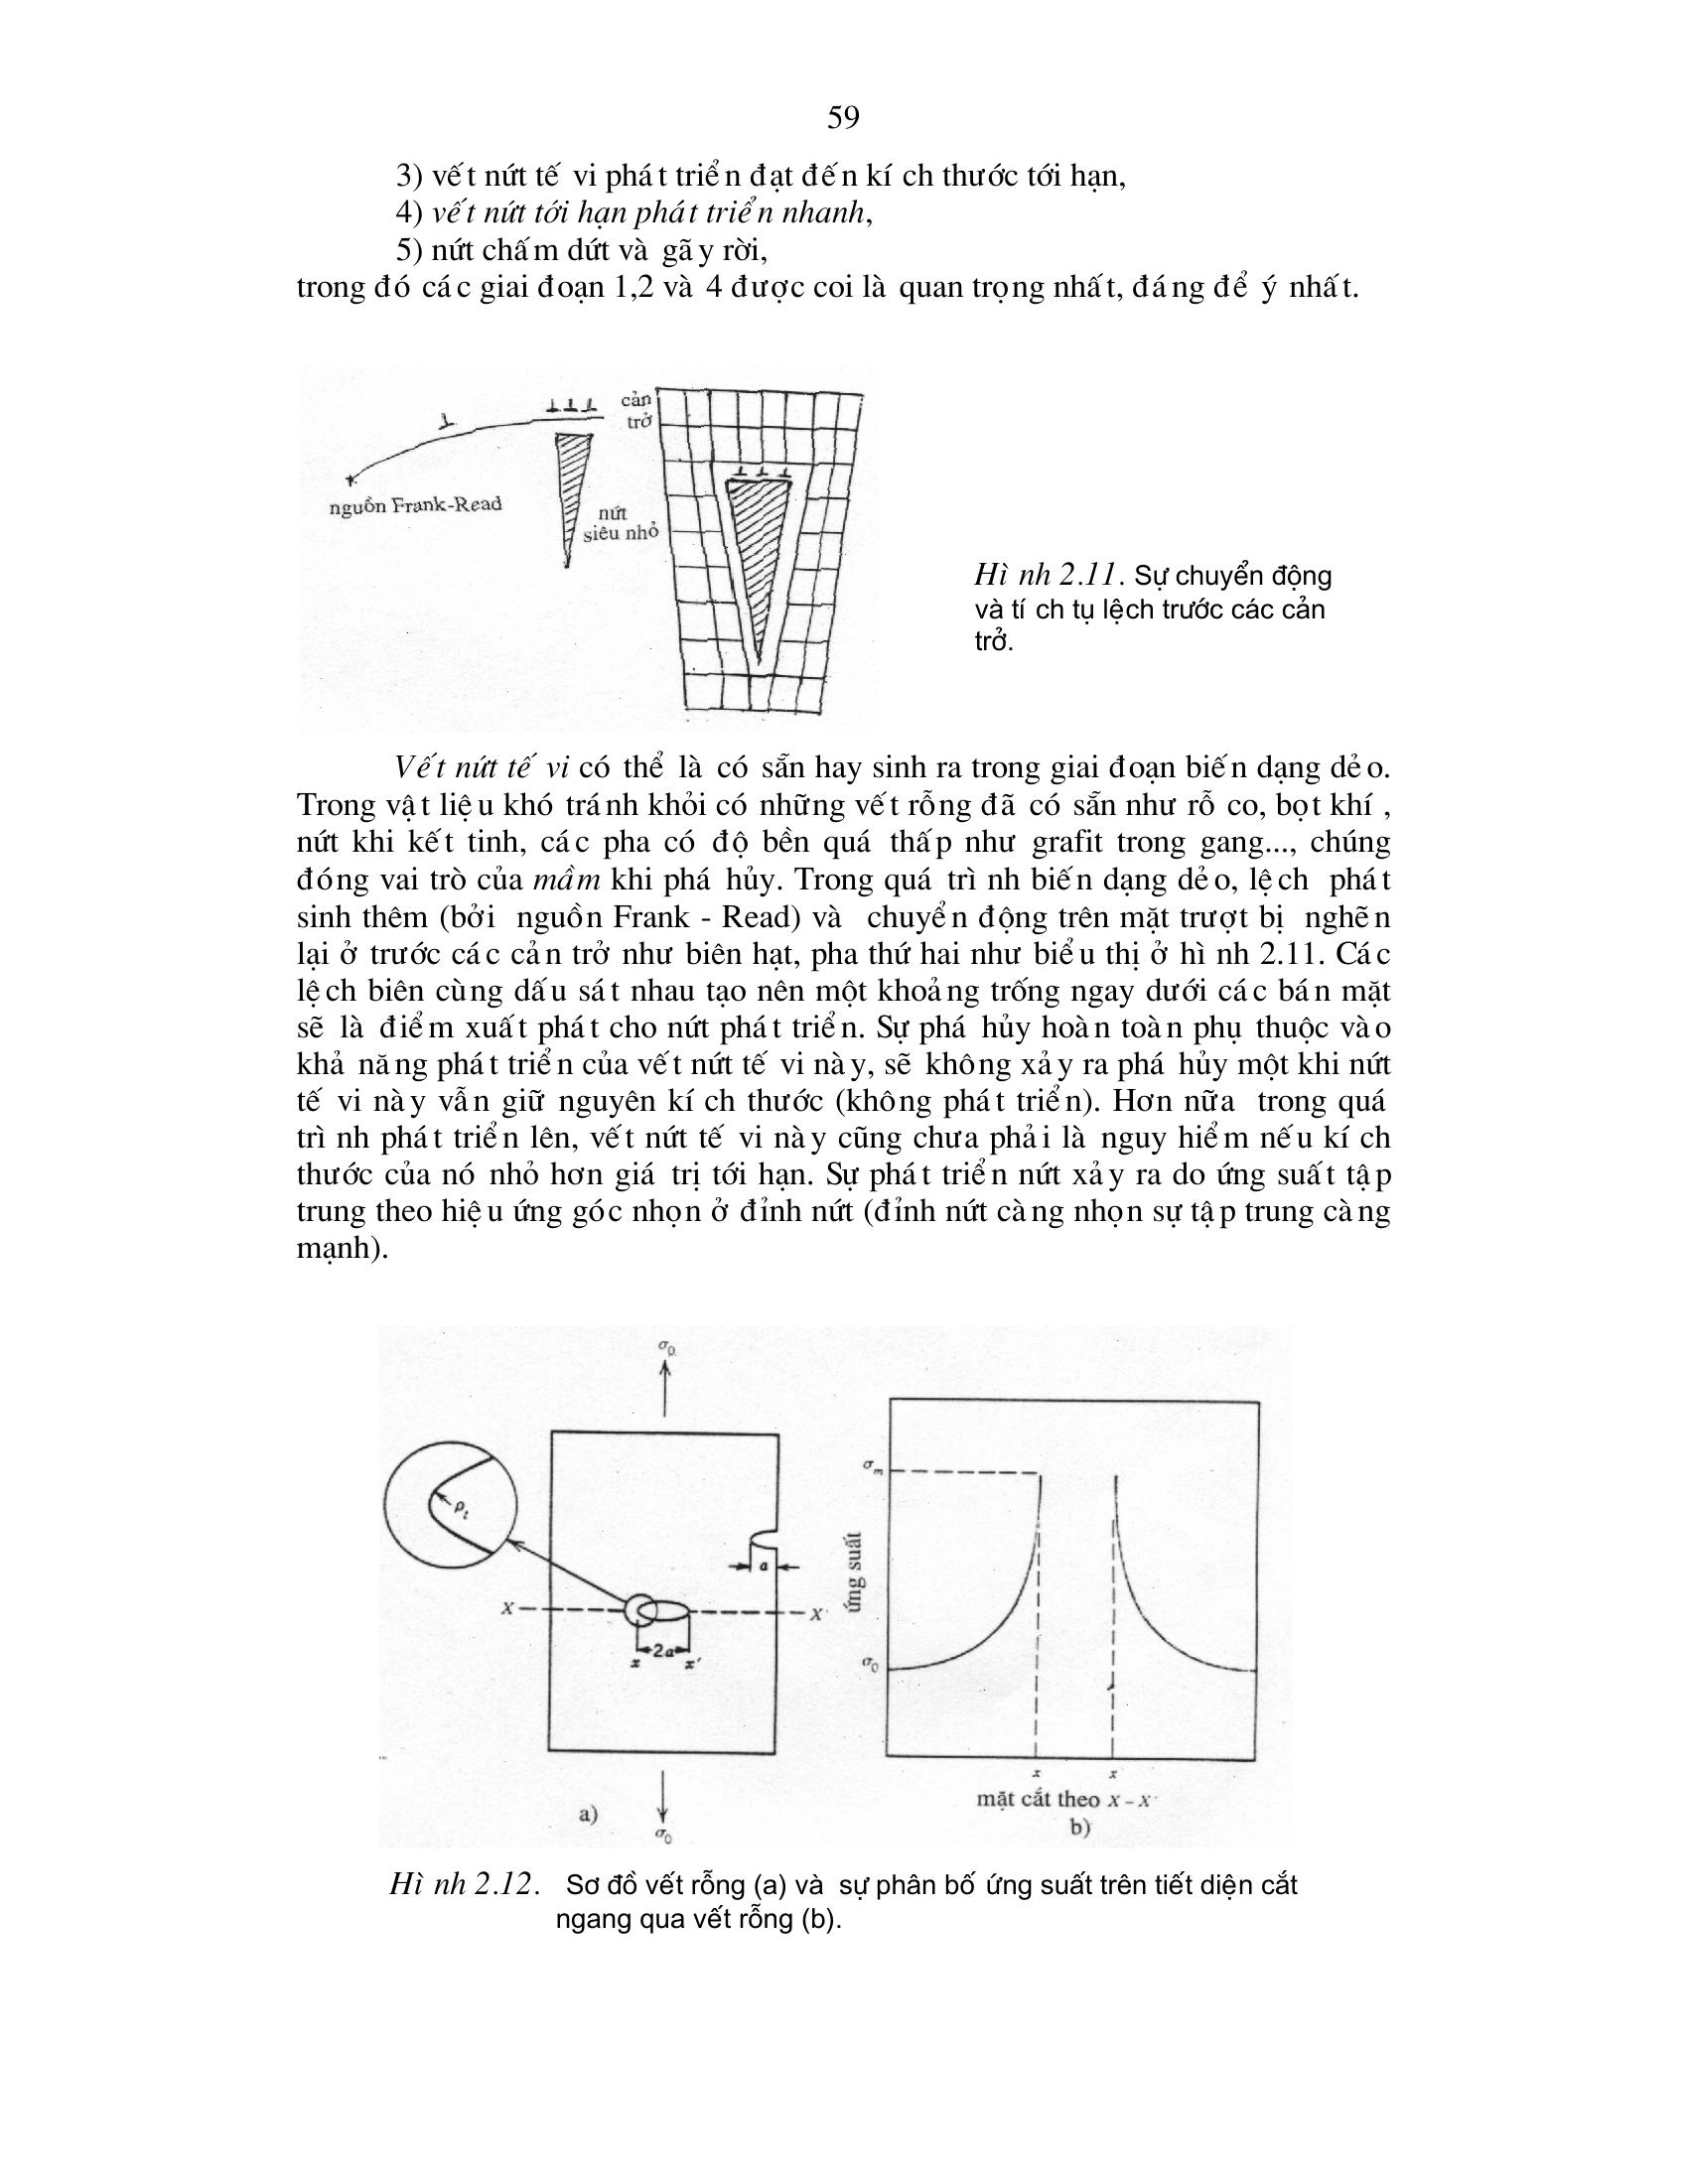 59
3) vết nứt tế vi phát triển đạt đến kích thước tới hạn,
4) vết nứt tới hạn phát triển nhanh,
5) nứt chấm dứt và gãy rời,
trong đó các giai đoạn 1,2 và 4 được coi là quan trọng nhất, đáng để ý nhất.
cản
trở
nguồn Frank-Read
nứt
siêu nhỏ
Hình 2.11. Sự chuyển động
và tích tụ lệch trước các cản
trở.
Vết nứt tế vi có thể là có sẵn hay sinh ra trong giai đoạn biến dạng dẻo.
Trong vật liệu khó tránh khỏi có những vết rỗng đã có sẵn như rỗ co, bọt khí,
nứt khi kết tinh, các pha có độ bền quá thấp như grafit trong gang..., chúng
đóng vai trò của mầm khi phá hủy. Trong quá trình biến dạng dẻo, lệch phát
sinh thêm (bởi nguồn Frank - Read) và chuyển động trên mặt trượt bị nghẽn
lại ở trước các cản trở như biên hạt, pha thứ hai như biểu thị ở hình 2.11. Các
lệch biên cùng dấu sát nhau tạo nên một khoảng trống ngay dưới các bán mặt
sẽ là điểm xuất phát cho nứt phát triển. Sự phá hủy hoàn toàn phụ thuộc vào
khả năng phát triển của vết nứt tế vi này, sẽ không xảy ra phá hủy một khi nứt
tế vi này vẫn giữ nguyên kích thước (không phát triển). Hơn nữa trong quá
trình phát triển lên, vết nứt tế vi này cũng chưa phải là nguy hiểm nếu kích
thước của nó nhỏ hơn giá trị tới hạn. Sự phát triển nứt xảy ra do ứng suất tập
trung theo hiệu ứng góc nhọn ở đỉnh nứt (đỉnh nứt càng nhọn sự tập trung càng
mạnh).
σ0
ρt
a
X
X'
2a
x
x'
a)
σ0
σm
ứng suất
σ0
x
x
mặt cắt theo X - X'
b)
Hình 2.12. Sơ đồ vết rỗng (a) và sự phân bố ứng suất trên tiết diện cắt
ngang qua vết rỗng (b).